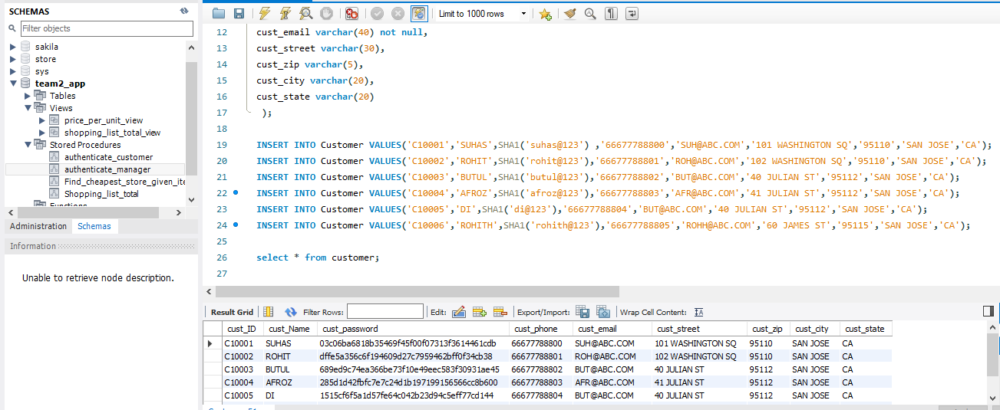 SCHEMAS
Filter objects
sakila
store
sys
team2_app
Tables
Views
price_per_unit_view
shopping_list_total_view
Stored Procedures
authenticate_customer
authenticate_manager
Find_cheapest_store_given_ite
Shopping_list_total
Functions
Administration Schemas
Information
Unable to retrieve node description.
Limit to 1000 rows
12 cust_email varchar(40) not null,
13 cust_street varchar(30),
14 cust_zip varchar(5),
15 cust_city varchar(20),
16 cust_state varchar(20)
17 );
18
19 INSERT INTO Customer VALUES('C10001','SUHAS',SHA1('suhas@123') ,'66677788800','SUH@ABC.COM','101 WASHINGTON SQ','95110','SAN JOSE','CA');
20 INSERT INTO Customer VALUES('C10002','ROHIT',SHA1('rohit@123'),'66677788801','ROH@ABC.COM','102 WASHINGTON SQ','95110','SAN JOSE','CA');
21 INSERT INTO Customer VALUES('C10003','BUTUL',SHA1('butul@123'),'66677788802','BUT@ABC.COM','40 JULIAN ST','95112','SAN JOSE','CA');
22 INSERT INTO Customer VALUES('C10004','AFROZ',SHA1('afroz@123'),'66677788803','AFR@ABC.COM','41 JULIAN ST','95112','SAN JOSE','CA');
23 INSERT INTO Customer VALUES('C10005','DI',SHA1('di@123'),'66677788804','BUT@ABC.COM','40 JULIAN ST','95112','SAN JOSE','CA');
24 INSERT INTO Customer VALUES('C10006','ROHITH',SHA1('rohith@123'),'66677788805','ROHH@ABC.COM','60 JAMES ST','95115','SAN JOSE','CA');
25
26 select * from customer;
27
Result Grid Filter Rows: Edit: Export/Import: Wrap Cell Content:
cust_ID cust_Name cust_password cust_phone cust_email cust_street cust_zip cust_city cust_state
C10001 SUHAS 03c06ba6818b35469f45f00f07313f3614461cdb 66677788800 SUH@ABC.COM 101 WASHINGTON SQ 95110 SAN JOSE CA
C10002 ROHIT dffe5a356c6f194609d27c7959462bff0f34cb38 66677788801 ROH@ABC.COM 102 WASHINGTON SQ 95110 SAN JOSE CA
C10003 BUTUL 689ed9c74ea366be73f10e49eec583f30931ae45 66677788802 BUT@ABC.COM 40 JULIAN ST 95112 SAN JOSE CA
C10004 AFROZ 285d1d42fbfc7e7c24d1b197199156566cc8b600 66677788803 AFR@ABC.COM 41 JULIAN ST 95112 SAN JOSE CA
C10005 DI 1515cf6f5a1d57fe64c042b23d94c5eff77cd144 66677788804 BUT@ABC.COM 40 JULIAN ST 95112 SAN JOSE CA